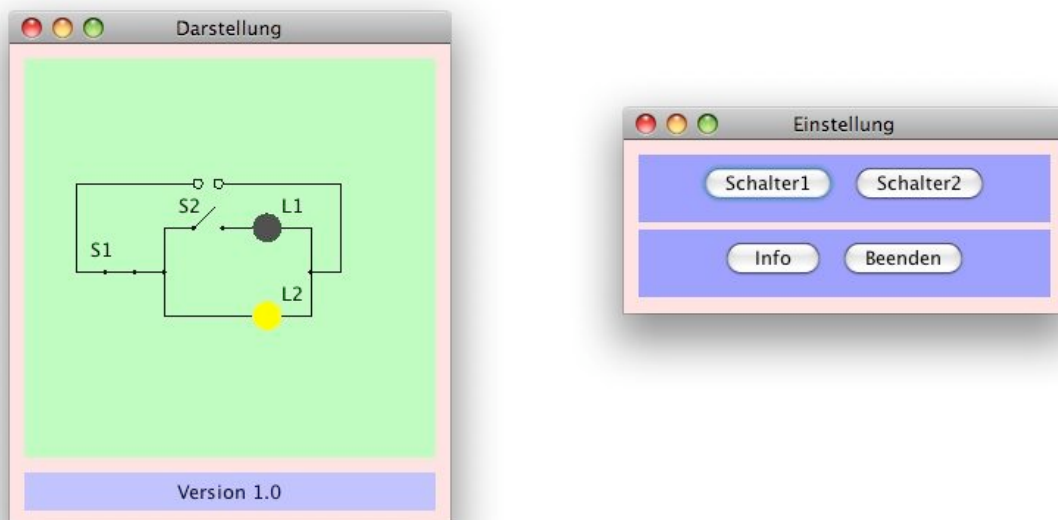 Darstellung
S2 L1
S1
L2
Version 1.0
Einstellung
Schalter1 Schalter2
Info Beenden